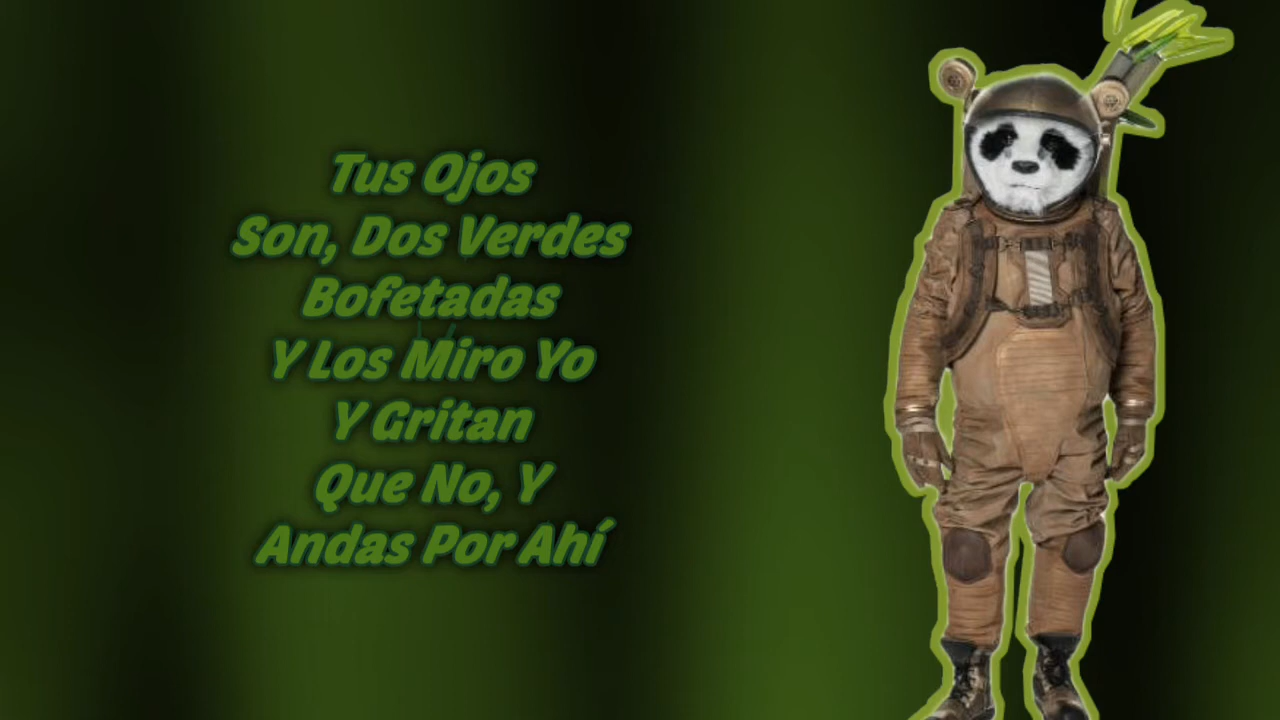 Tus Ojos
Son, Dos Verdes
Bofetadas
Y Los Miro Yo
Y Gritan
Que No, Y
Andas Por Ahí